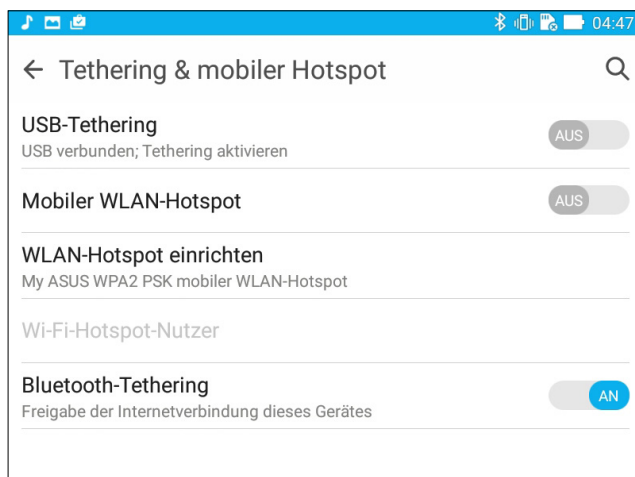 04:47
Tethering & mobiler Hotspot
USB-Tethering
AUS
USB verbunden; Tethering aktivieren
Mobiler WLAN-Hotspot
AUS
WLAN-Hotspot einrichten
My ASUS WPA2 PSK mobiler WLAN-Hotspot
Wi-Fi-Hotspot-Nutzer
Bluetooth-Tethering
AN
Freigabe der Internetverbindung dieses Gerätes